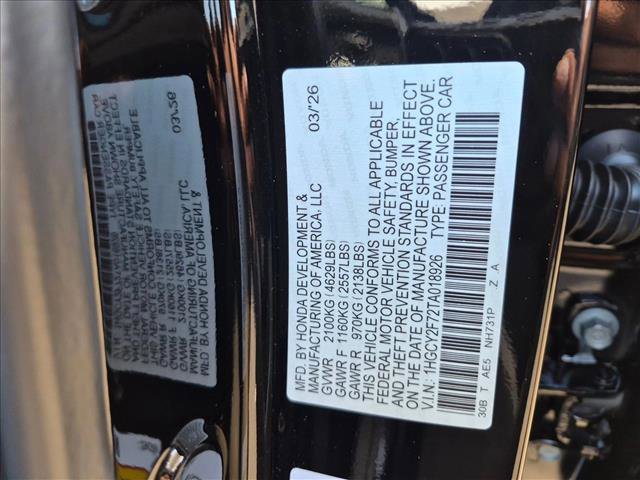 MFD. BY HONDA DEVELOPMENT &
MANUFACTURING OF AMERICA, LLC 03/'26
GVWR 2100KG (4629LBS)
GAWR F 1160KG (2557LBS)
GAWR R 970KG (2138LBS)
THIS VEHICLE CONFORMS TO ALL APPLICABLE
FEDERAL MOTOR VEHICLE SAFETY, BUMPER,
AND THEFT PREVENTION STANDARDS IN EFFECT
ON THE DATE OF MANUFACTURE SHOWN ABOVE.
V.I.N.: 1HGCY2F72TA018926 TYPE: PASSENGER CAR
30B T AE5 NH731P Z A